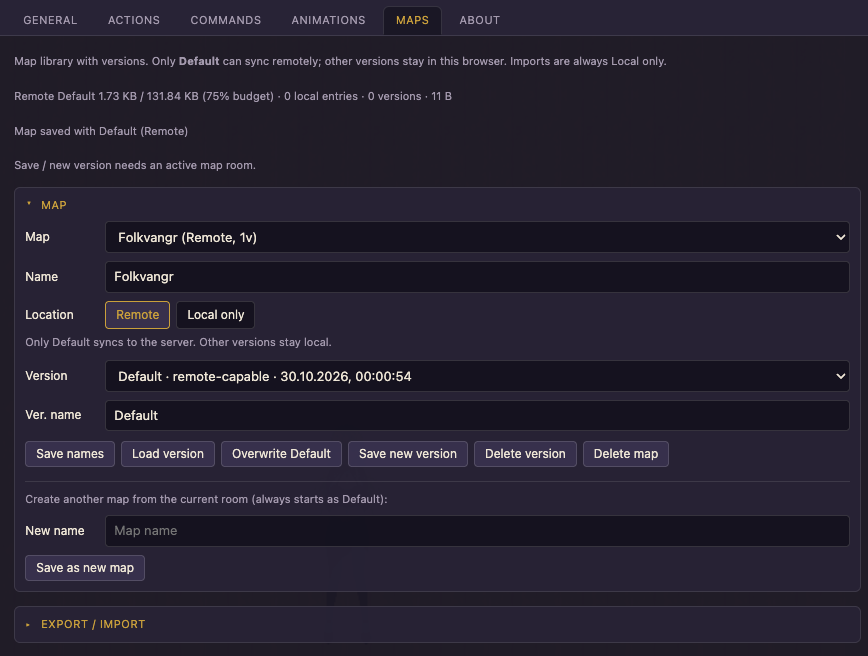 GENERAL ACTIONS COMMANDS ANIMATIONS MAPS ABOUT
Map library with versions. Only Default can sync remotely; other versions stay in this browser. Imports are always Local only.
Remote Default 1.73 KB / 131.84 KB (75% budget) · 0 local entries · 0 versions · 11 B
Map saved with Default (Remote)
Save / new version needs an active map room.
MAP
Map Folkvangr (Remote, 1v)
Name Folkvangr
Location Remote Local only
Only Default syncs to the server. Other versions stay local.
Version Default · remote-capable · 30.10.2026, 00:00:54
Ver. name Default
Save names Load version Overwrite Default Save new version Delete version Delete map
Create another map from the current room (always starts as Default):
New name Map name
Save as new map
EXPORT / IMPORT